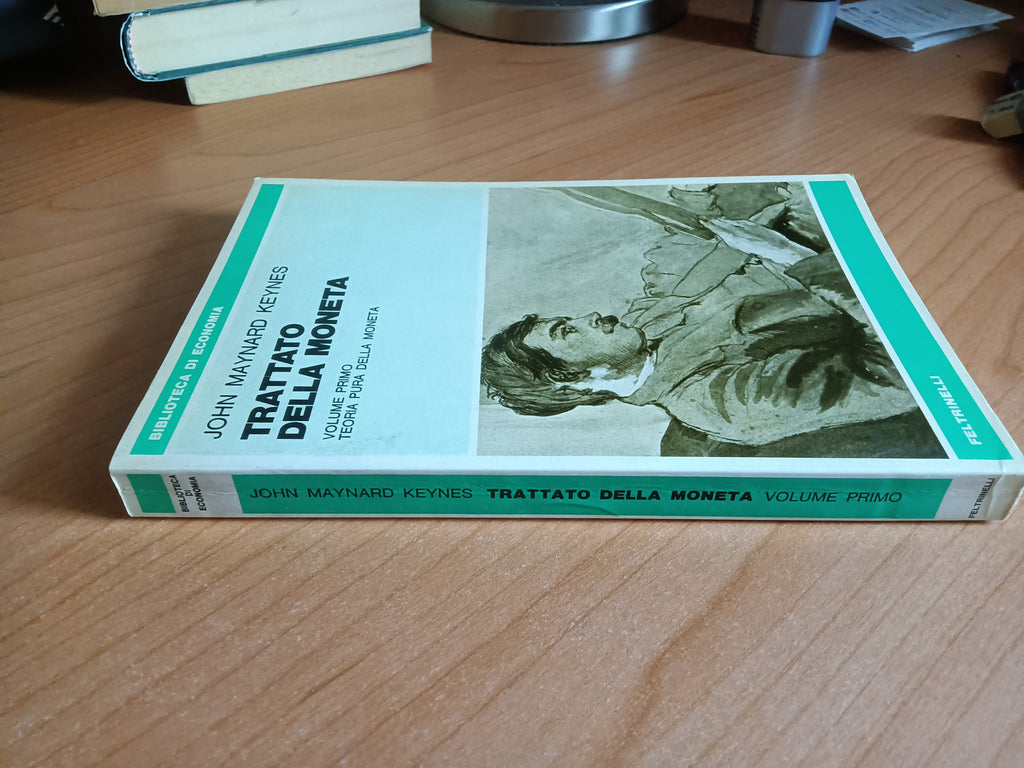 BIBLIOTECA DI ECONOMIA
JOHN MAYNARD KEYNES
TRATTATO
DELLA MONETA
VOLUME PRIMO
TEORIA PURA DELLA MONETA
FELTRINELLI
BIBLIOTECA
DI
ECONOMIA
JOHN MAYNARD KEYNES TRATTATO DELLA MONETA VOLUME PRIMO
FELTRINELLI